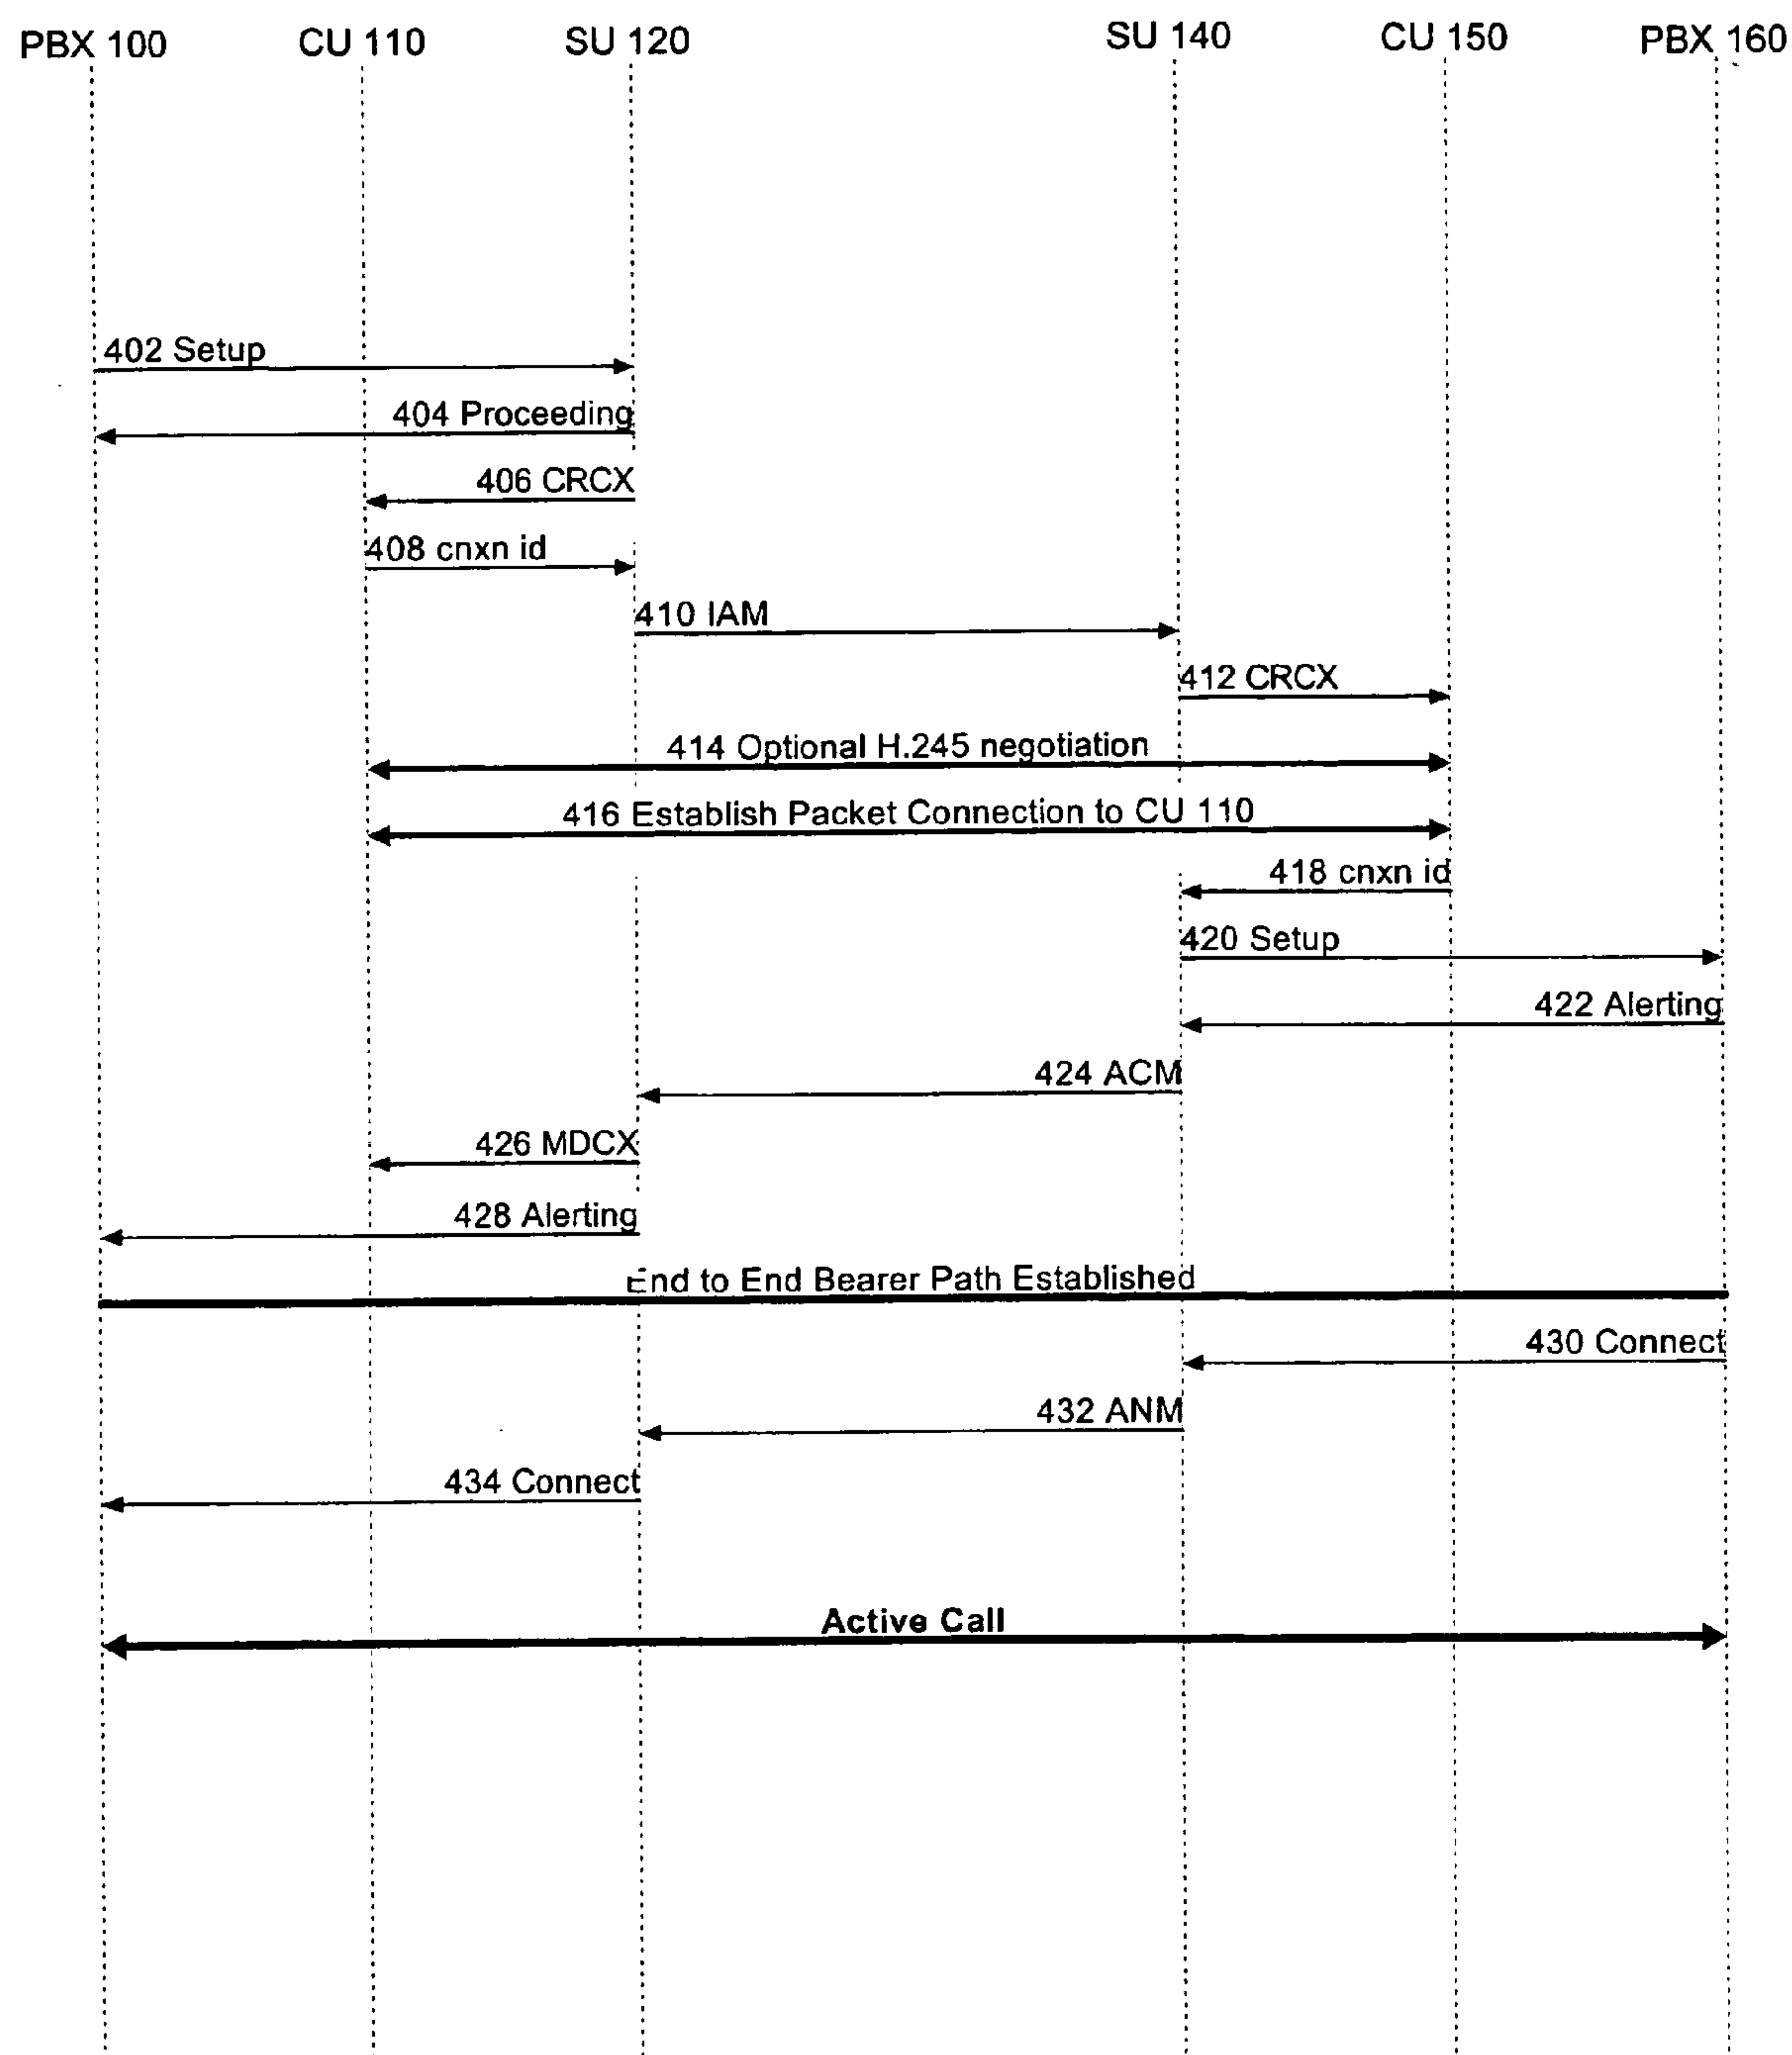 PBX 100 CU 110 SU 120 SU 140 CU 150 PBX 160
402 Setup
404 Proceeding
406 CRCX
408 cnxn id
410 IAM
412 CRCX
414 Optional H.245 negotiation
416 Establish Packet Connection to CU 110
418 cnxn id
420 Setup
422 Alerting
424 ACM
426 MDCX
428 Alerting
End to End Bearer Path Established
430 Connect
432 ANM
434 Connect
Active Call